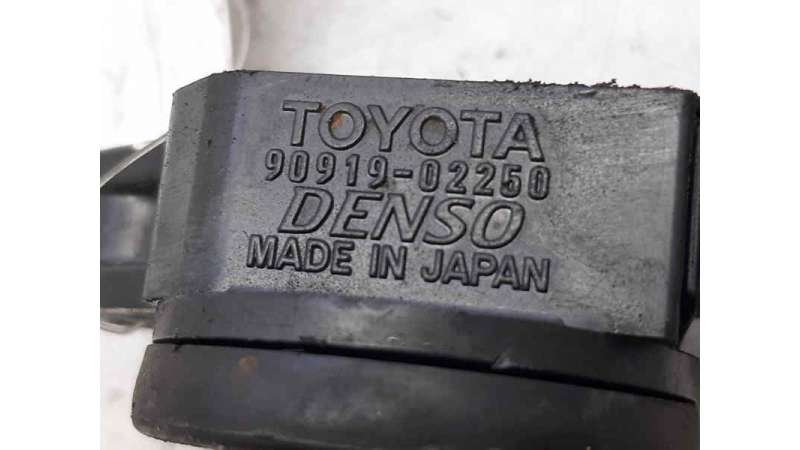 TOYOTA
90919-02250
DENSO
MADE IN JAPAN